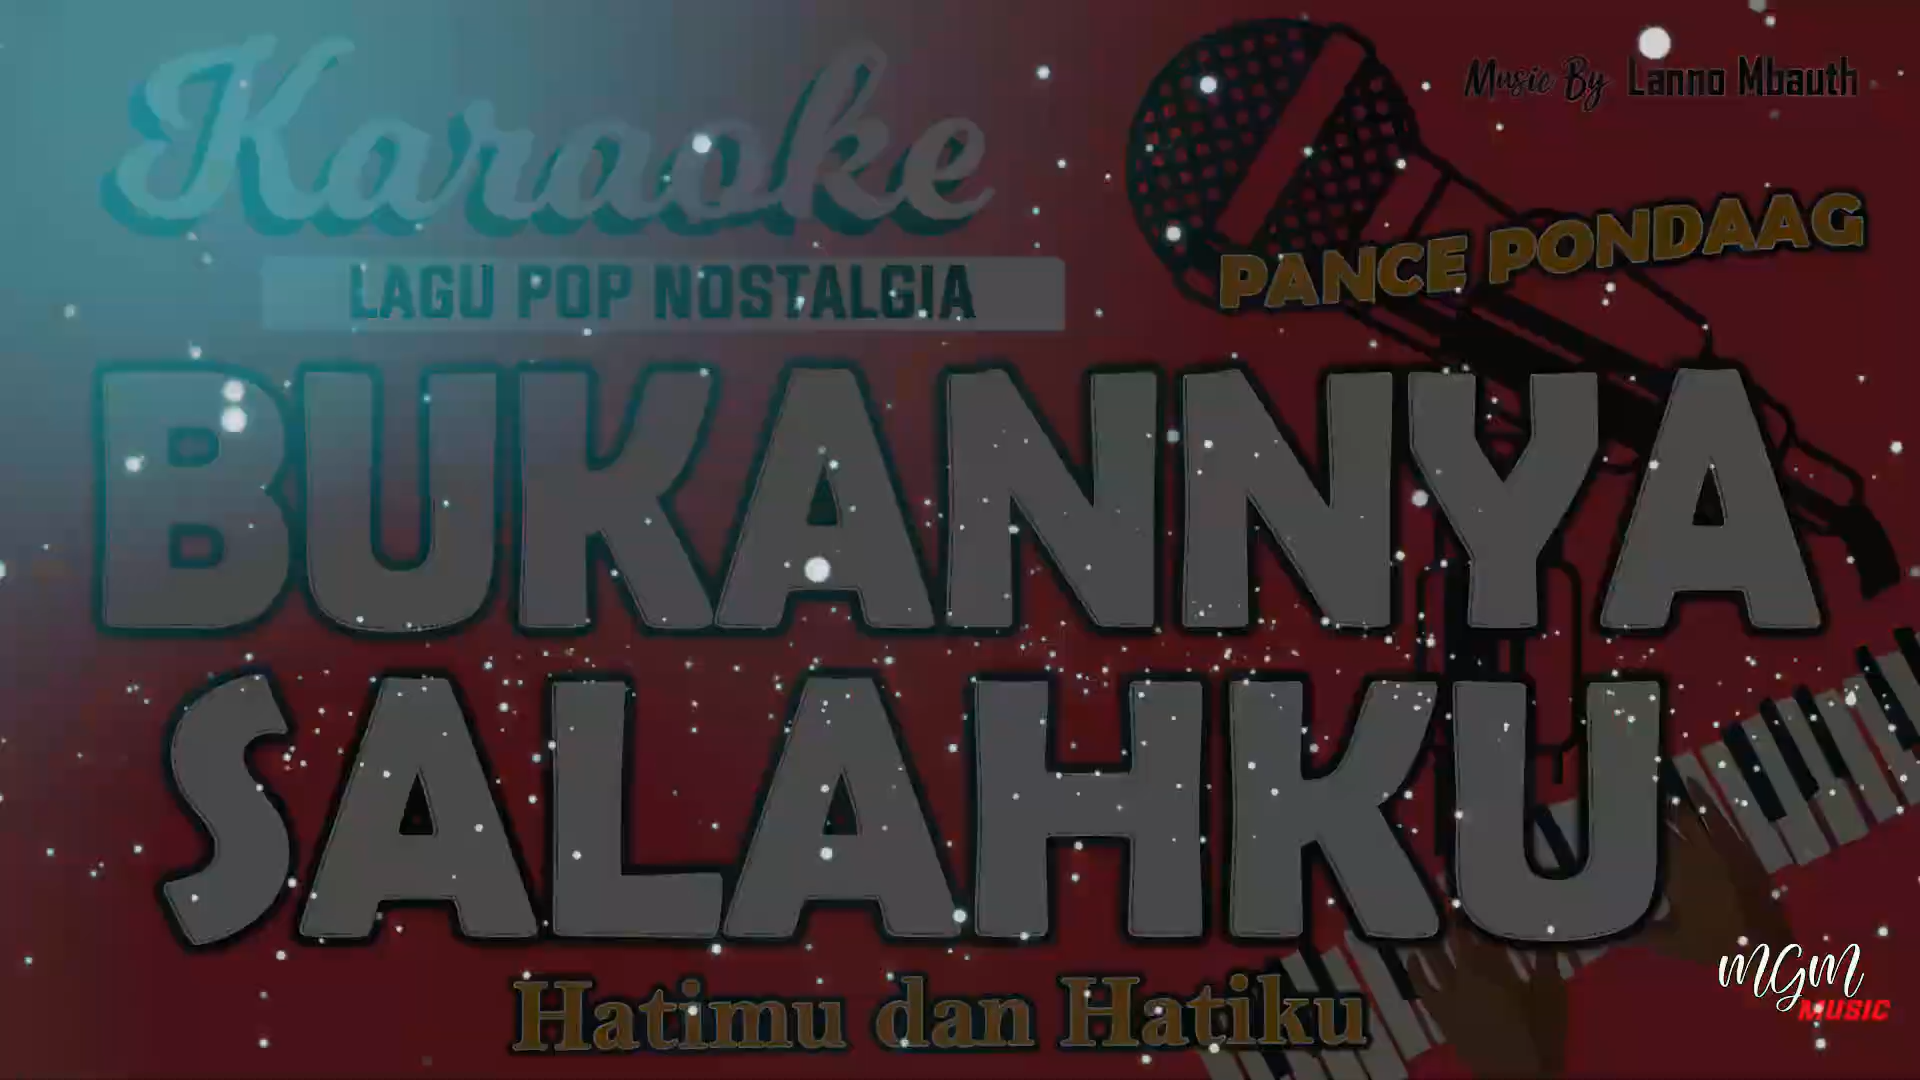 Karaoke
Music By Lanno Mbauth
LAGU POP NOSTALGIA
PANCE PONDAAG
BUKANNYA
SALAHKU
Hatimu dan Hatiku
MGM
MUSIC